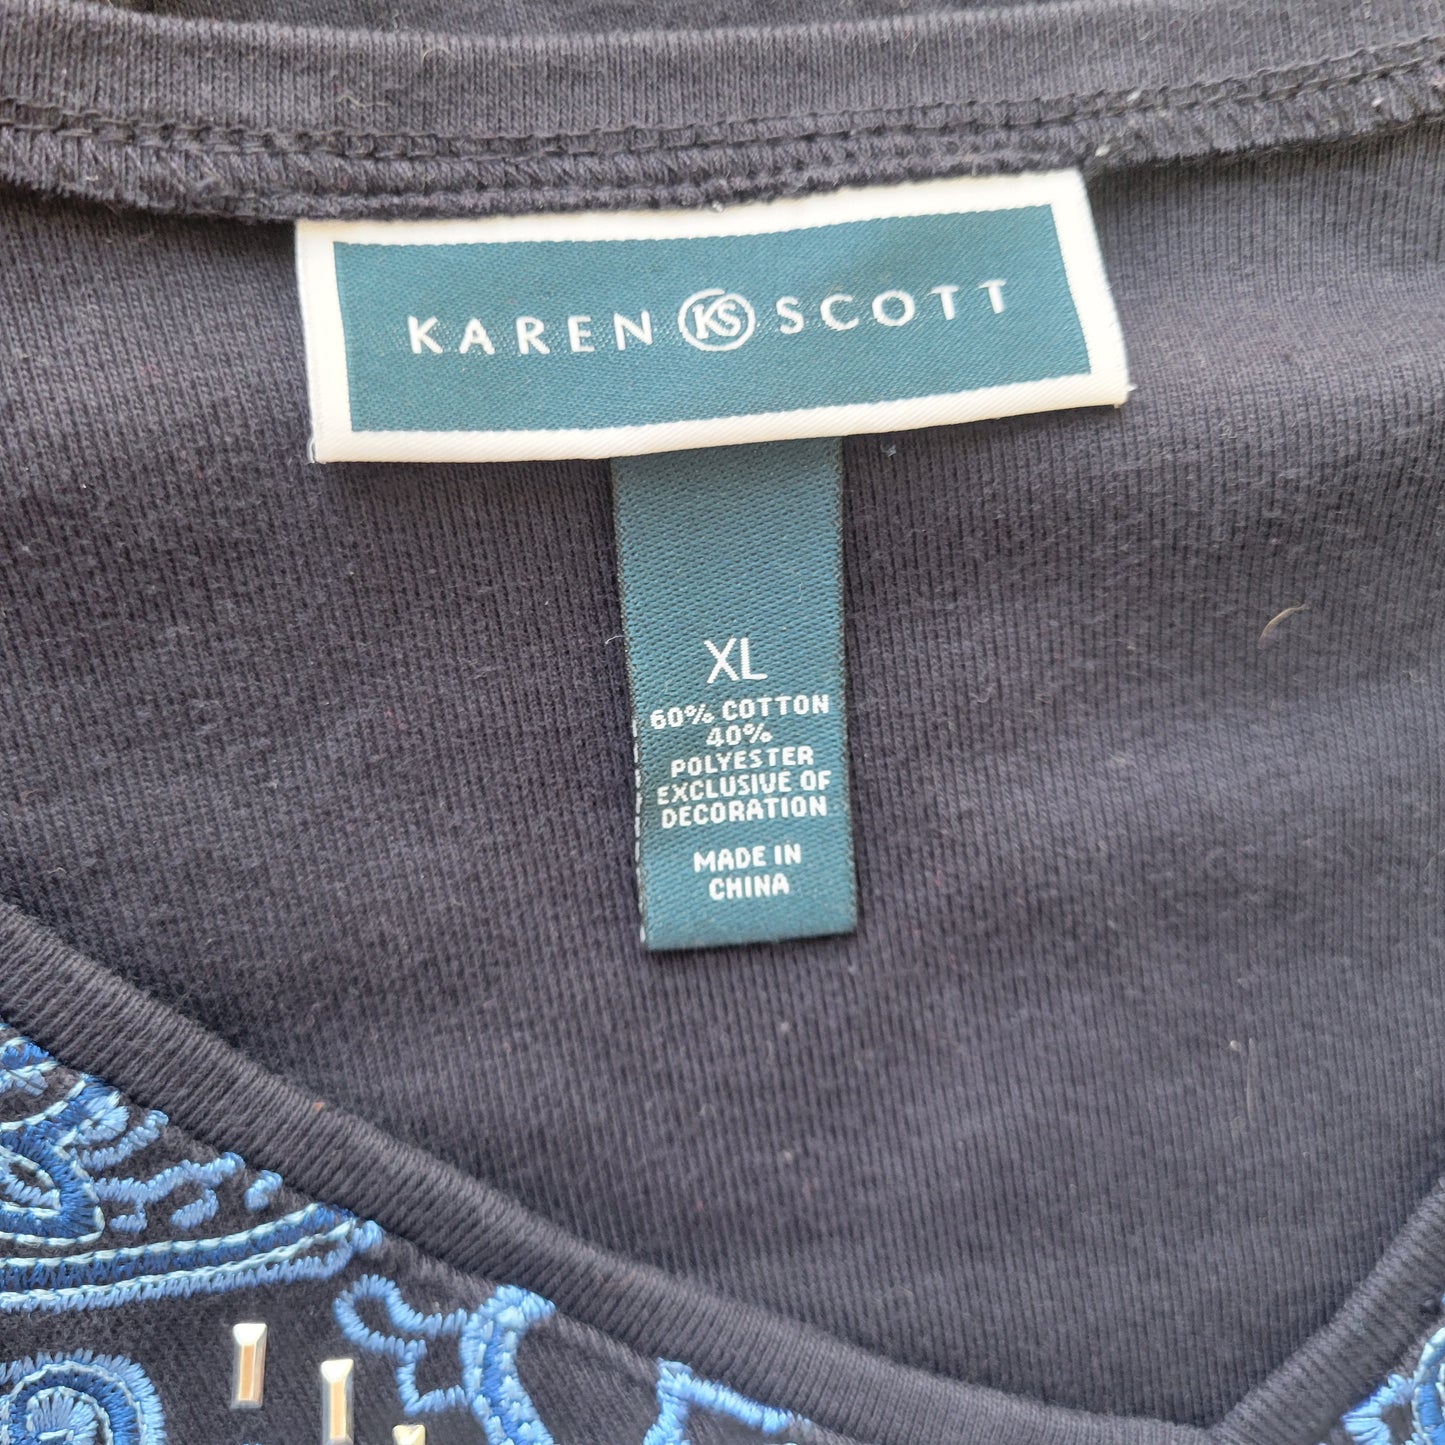 KAREN KS SCOTT
XL
60% COTTON
40%
POLYESTER
EXCLUSIVE OF
DECORATION
MADE IN
CHINA